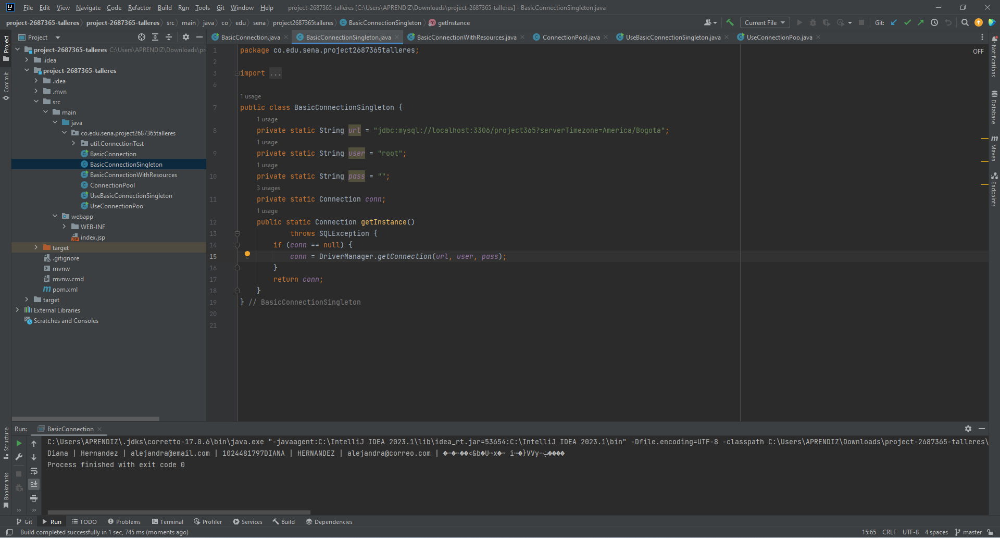 File Edit View Navigate Code Refactor Build Run Tools Git Window Help project-2687365-talleres [C:\Users\APRENDIZ\Downloads\project-2687365-talleres] - BasicConnectionSingleton.java
project-2687365-talleres project-2687365-talleres src main java co edu sena project2687365talleres BasicConnectionSingleton getInstance Current File Git:
Project
BasicConnection.java BasicConnectionSingleton.java BasicConnectionWithResources.java ConnectionPool.java UseBasicConnectionSingleton.java UseConnectionPoo.java
Project
Commit
Structure
Bookmarks
project-2687365-talleres C:\Users\APRENDIZ\Downloads\pr
.idea
project-2687365-talleres
.idea
.mvn
src
main
java
co.edu.sena.project2687365talleres
util.ConnectionTest
BasicConnection
BasicConnectionSingleton
BasicConnectionWithResources
ConnectionPool
UseBasicConnectionSingleton
UseConnectionPoo
webapp
WEB-INF
index.jsp
target
.gitignore
mvnw
mvnw.cmd
pom.xml
target
External Libraries
Scratches and Consoles
1 package co.edu.sena.project2687365talleres;
2
3 import ...
6
1 usage
7 public class BasicConnectionSingleton {
1 usage
8 private static String url = "jdbc:mysql://localhost:3306/project365?serverTimezone=America/Bogota";
1 usage
9 private static String user = "root";
1 usage
10 private static String pass = "";
3 usages
11 private static Connection conn;
1 usage
12 public static Connection getInstance()
13 throws SQLException {
14 if (conn == null) {
15 conn = DriverManager.getConnection(url, user, pass);
16 }
17 return conn;
18 }
19 } // BasicConnectionSingleton
20
21
OFF
Notifications
Database
Maven
Endpoints
Run: BasicConnection
C:\Users\APRENDIZ\.jdks\corretto-17.0.6\bin\java.exe "-javaagent:C:\IntelliJ IDEA 2023.1\lib\idea_rt.jar=53654:C:\IntelliJ IDEA 2023.1\bin" -Dfile.encoding=UTF-8 -classpath C:\Users\APRENDIZ\Downloads\project-2687365-talleres\
Diana | Hernandez | alejandra@email.com | 1024481797DIANA | HERNANDEZ | alejandra@correo.com |
Process finished with exit code 0
Git Run TODO Problems Terminal Profiler Services Build Dependencies
Build completed successfully in 1 sec, 745 ms (moments ago) 15:65 CRLF UTF-8 4 spaces master